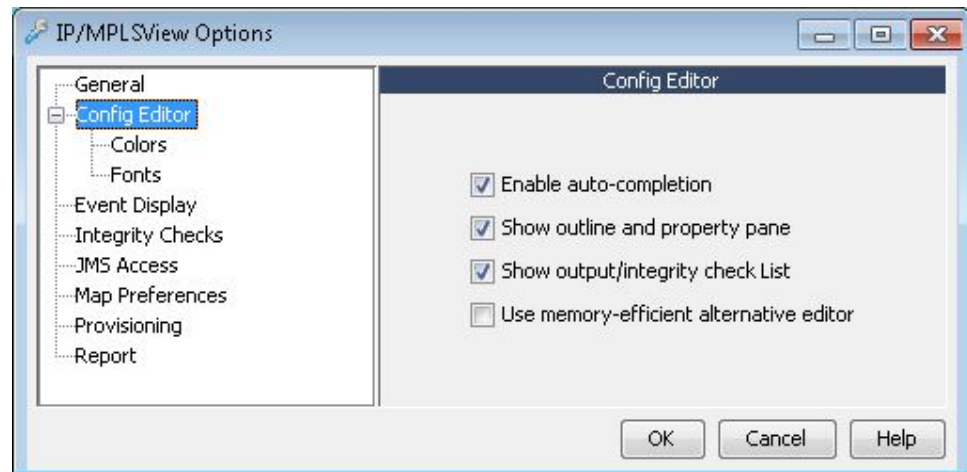 IP/MPLSView Options
General
Config Editor
Colors
Fonts
Event Display
Integrity Checks
JMS Access
Map Preferences
Provisioning
Report
Config Editor
Enable auto-completion
Show outline and property pane
Show output/integrity check List
Use memory-efficient alternative editor
OK
Cancel
Help